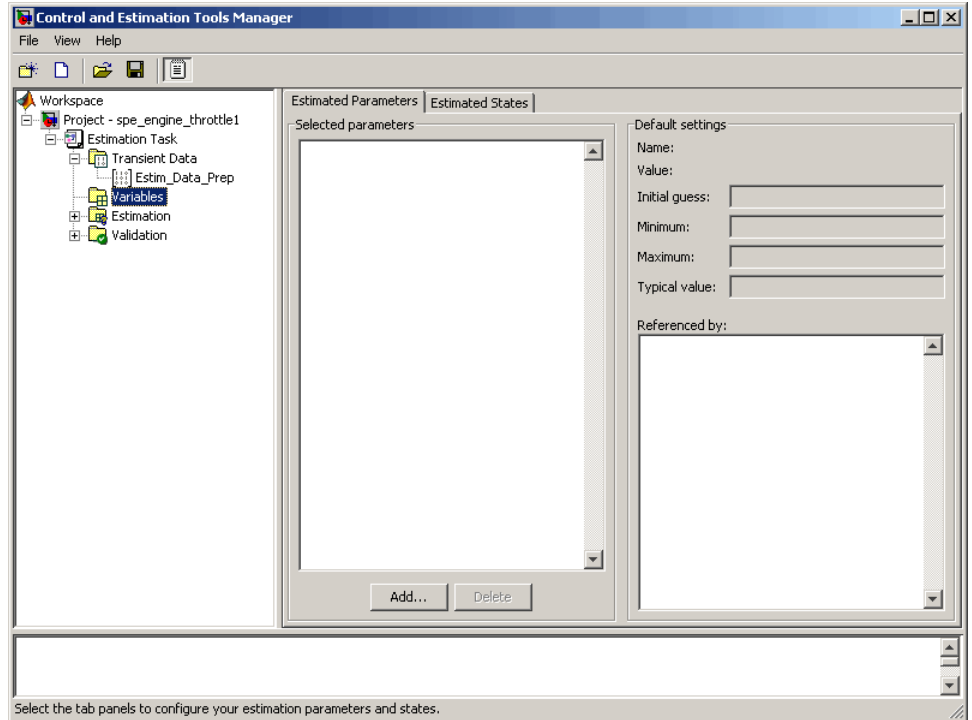 Control and Estimation Tools Manager
File View Help
Workspace
Project - spe_engine_throttle1
Estimation Task
Transient Data
Estim_Data_Prep
Variables
Estimation
Validation
Estimated Parameters Estimated States
Selected parameters
Add... Delete
Default settings
Name:
Value:
Initial guess:
Minimum:
Maximum:
Typical value:
Referenced by:
Select the tab panels to configure your estimation parameters and states.